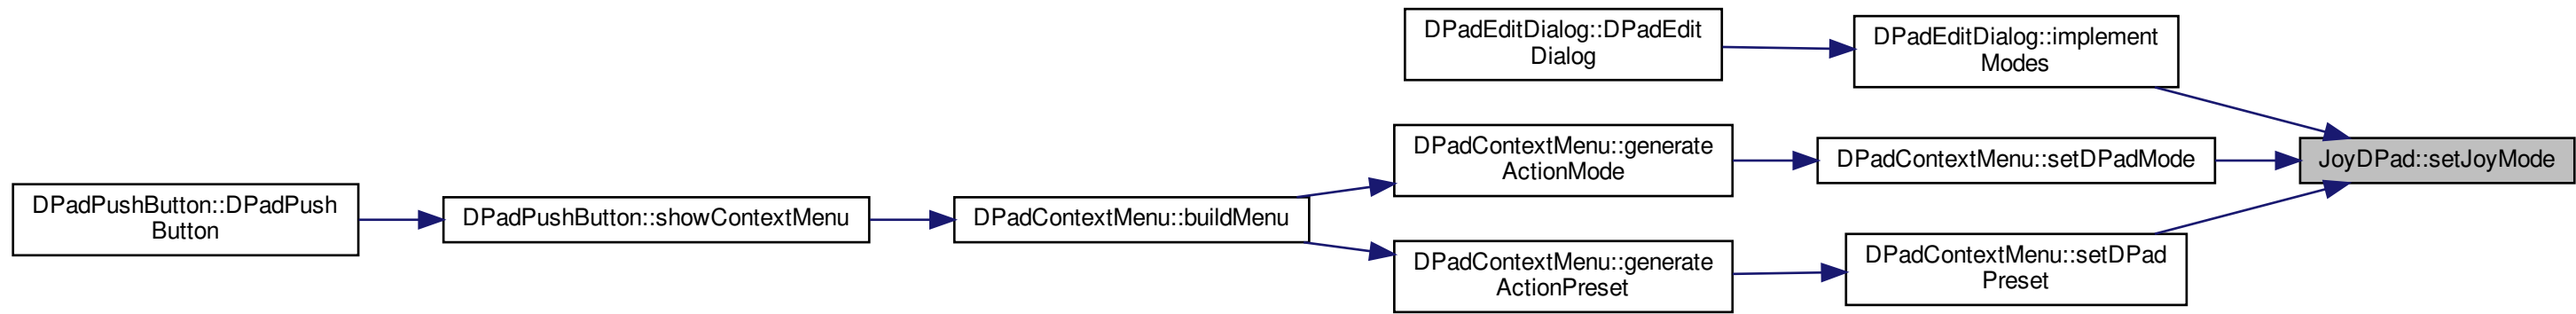 DPadEditDialog::DPadEdit
Dialog
DPadEditDialog::implement
Modes
DPadContextMenu::generate
ActionMode
DPadContextMenu::setDPadMode
JoyDPad::setJoyMode
DPadPushButton::DPadPush
Button
DPadPushButton::showContextMenu
DPadContextMenu::buildMenu
DPadContextMenu::generate
ActionPreset
DPadContextMenu::setDPad
Preset